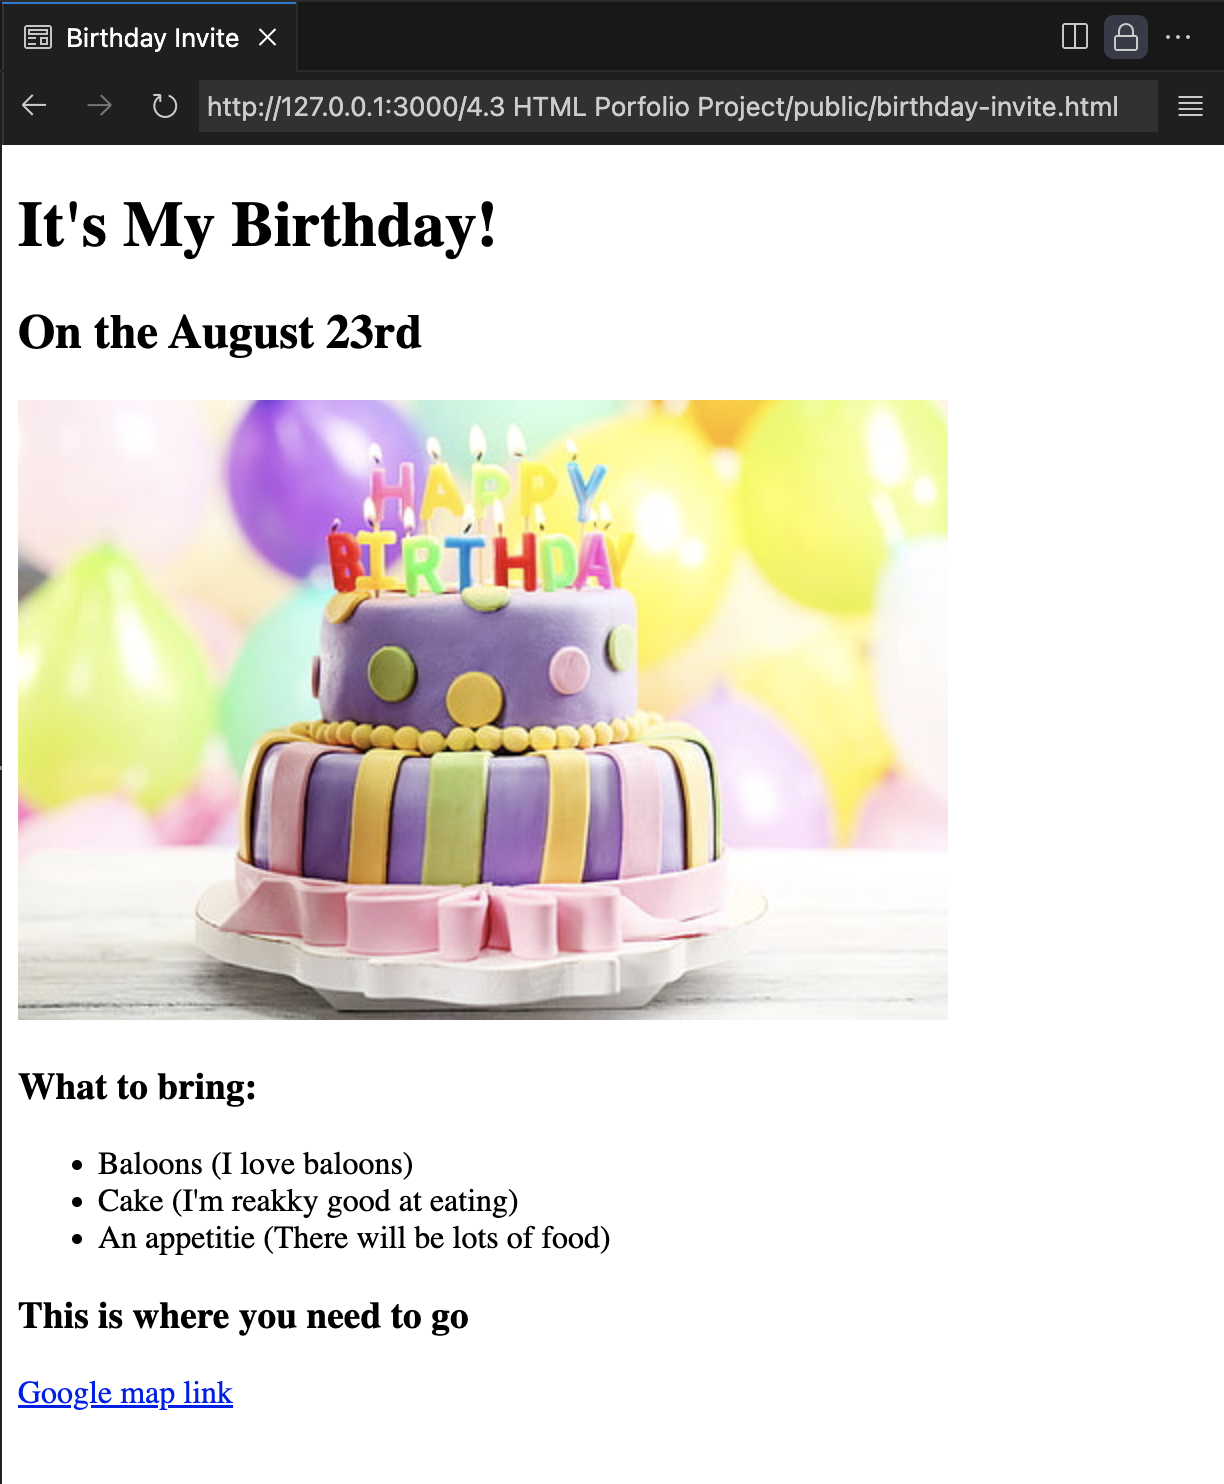 Birthday Invite
http://127.0.0.1:3000/4.3 HTML Porfolio Project/public/birthday-invite.html
It's My Birthday!
On the August 23rd
HAPPY
BIRTHDAY
What to bring:
• Baloons (I love baloons)
• Cake (I'm reakky good at eating)
• An appetitie (There will be lots of food)
This is where you need to go
Google map link